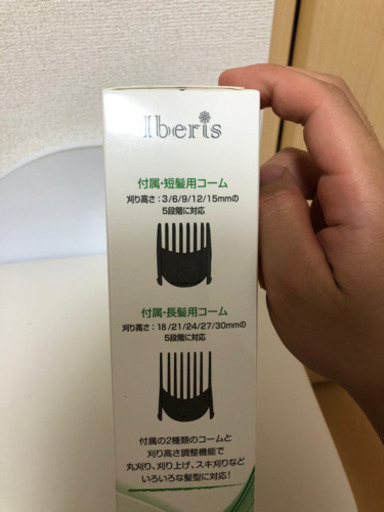 Iberis
付属・短髪用コーム
刈り高さ：3/6/9/12/15mmの
5段階に対応
付属・長髪用コーム
刈り高さ：18/21/24/27/30mmの
5段階に対応
付属の2種類のコームと
刈り高さ調整機能で
丸刈り、刈り上げ、スキ刈りなど
いろいろな髪型に対応！